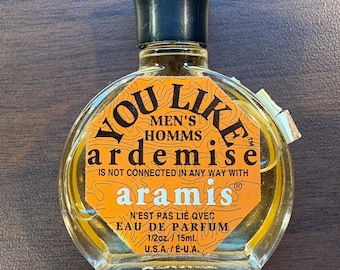 YOU LIKE™
MEN'S
HOMMS
ardemise
IS NOT CONNECTED IN ANY WAY WITH
aramis®
N'EST PAS LIÉ QVEC
EAU DE PARFUM
1/2oz. / 15ml.
U.S.A. / É-U.A.